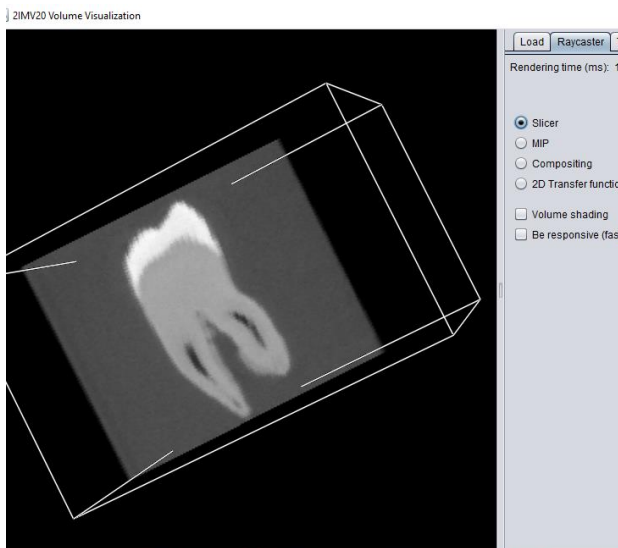 2IMV20 Volume Visualization
Load Raycaster
Rendering time (ms): 1
Slicer
MIP
Compositing
2D Transfer functio
Volume shading
Be responsive (fas